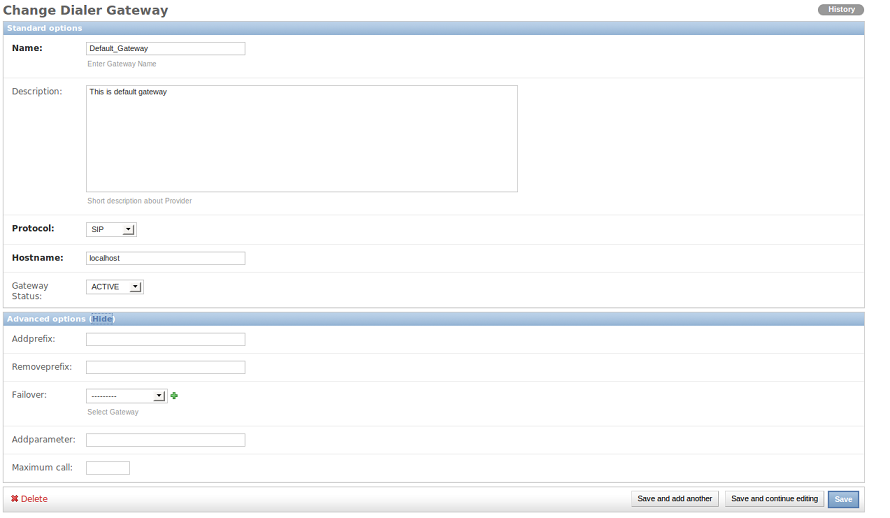 Change Dialer Gateway
History
Standard options
Name:
Default_Gateway
Enter Gateway Name
Description:
This is default gateway
Short description about Provider
Protocol:
SIP
Hostname:
localhost
Gateway
Status:
ACTIVE
Advanced options (Hide)
Addprefix:
Removeprefix:
Failover:
---------
Select Gateway
Addparameter:
Maximum call:
Delete
Save and add another
Save and continue editing
Save